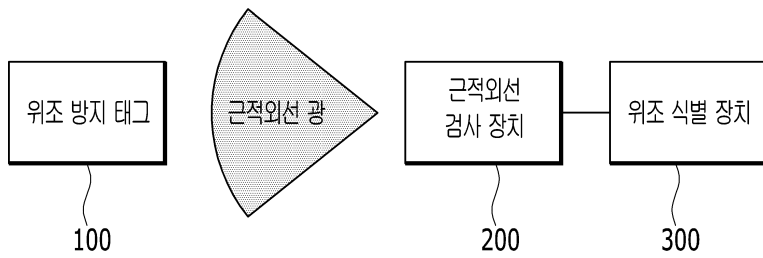 위조 방지 태그
근적외선 광
근적외선
검사 장치
위조 식별 장치
100
200
300